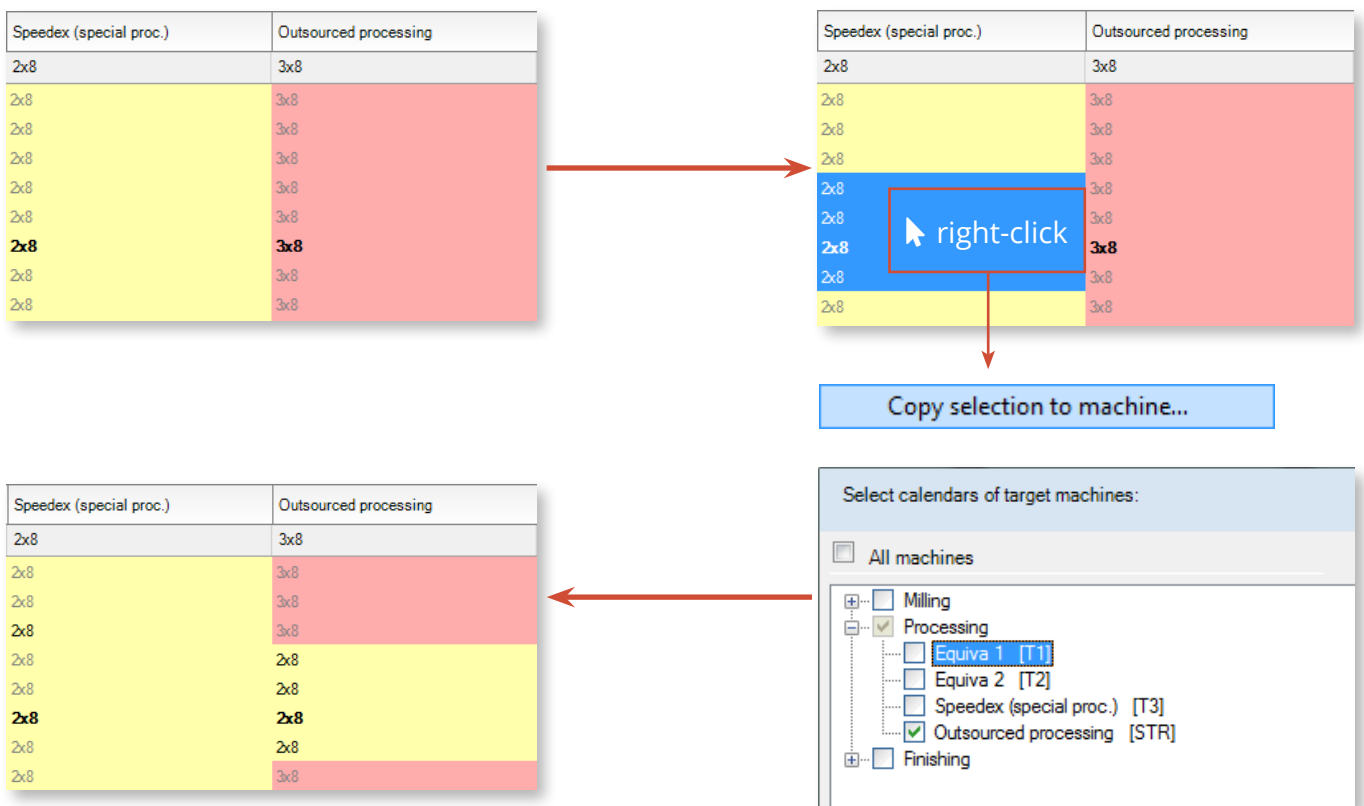 Speedex (special proc.) Outsourced processing
2x8 3x8
2x8 3x8
2x8 3x8
2x8 3x8
2x8 3x8
2x8 3x8
2x8 3x8
2x8 3x8
2x8 3x8
Speedex (special proc.) Outsourced processing
2x8 3x8
2x8 3x8
2x8 3x8
2x8 3x8
2x8 3x8
2x8 3x8
2x8 3x8
2x8 3x8
2x8 3x8
right-click
Copy selection to machine...
Select calendars of target machines:
All machines
Milling
Processing
Equiva 1 [T1]
Equiva 2 [T2]
Speedex (special proc.) [T3]
Outsourced processing [STR]
Finishing
Speedex (special proc.) Outsourced processing
2x8 3x8
2x8 3x8
2x8 3x8
2x8 3x8
2x8 2x8
2x8 2x8
2x8 2x8
2x8 2x8
2x8 3x8